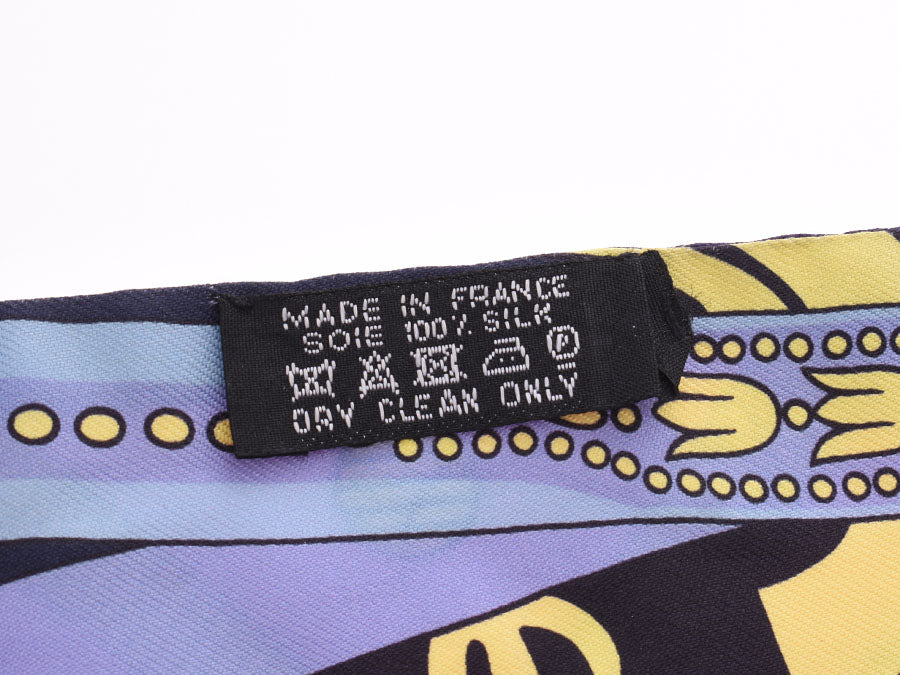 MADE IN FRANCE
SOIE 100% SILK
P
DRY CLEAN ONLY